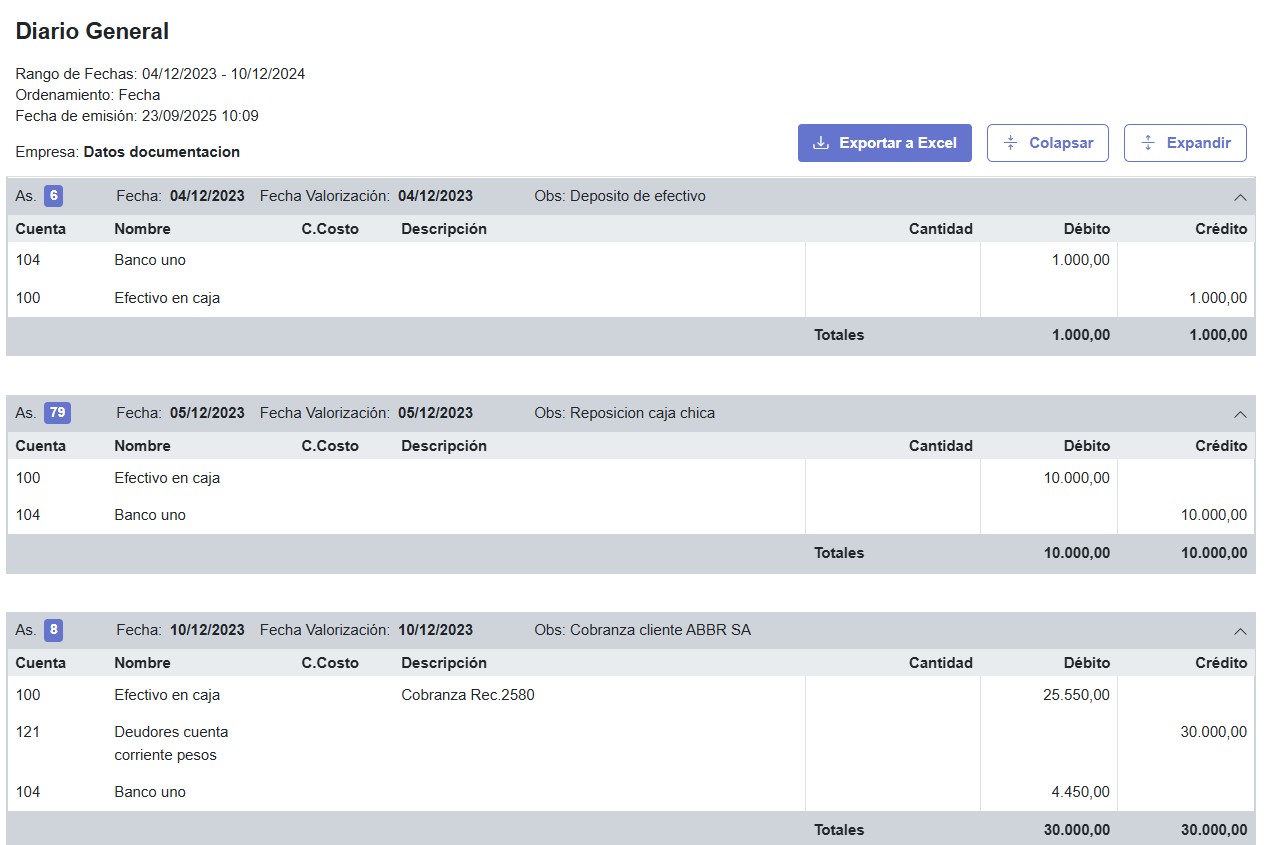 Diario General
Rango de Fechas: 04/12/2023 - 10/12/2024
Ordenamiento: Fecha
Fecha de emisión: 23/09/2025 10:09
Empresa: Datos documentacion
Exportar a Excel Colapsar Expandir
As. 6 Fecha: 04/12/2023 Fecha Valorización: 04/12/2023 Obs: Deposito de efectivo
Cuenta Nombre C.Costo Descripción Cantidad Débito Crédito
104 Banco uno 1.000,00
100 Efectivo en caja 1.000,00
Totales 1.000,00 1.000,00
As. 79 Fecha: 05/12/2023 Fecha Valorización: 05/12/2023 Obs: Reposicion caja chica
Cuenta Nombre C.Costo Descripción Cantidad Débito Crédito
100 Efectivo en caja 10.000,00
104 Banco uno 10.000,00
Totales 10.000,00 10.000,00
As. 8 Fecha: 10/12/2023 Fecha Valorización: 10/12/2023 Obs: Cobranza cliente ABBR SA
Cuenta Nombre C.Costo Descripción Cantidad Débito Crédito
100 Efectivo en caja Cobranza Rec.2580 25.550,00
121 Deudores cuenta 30.000,00
corriente pesos
104 Banco uno 4.450,00
Totales 30.000,00 30.000,00